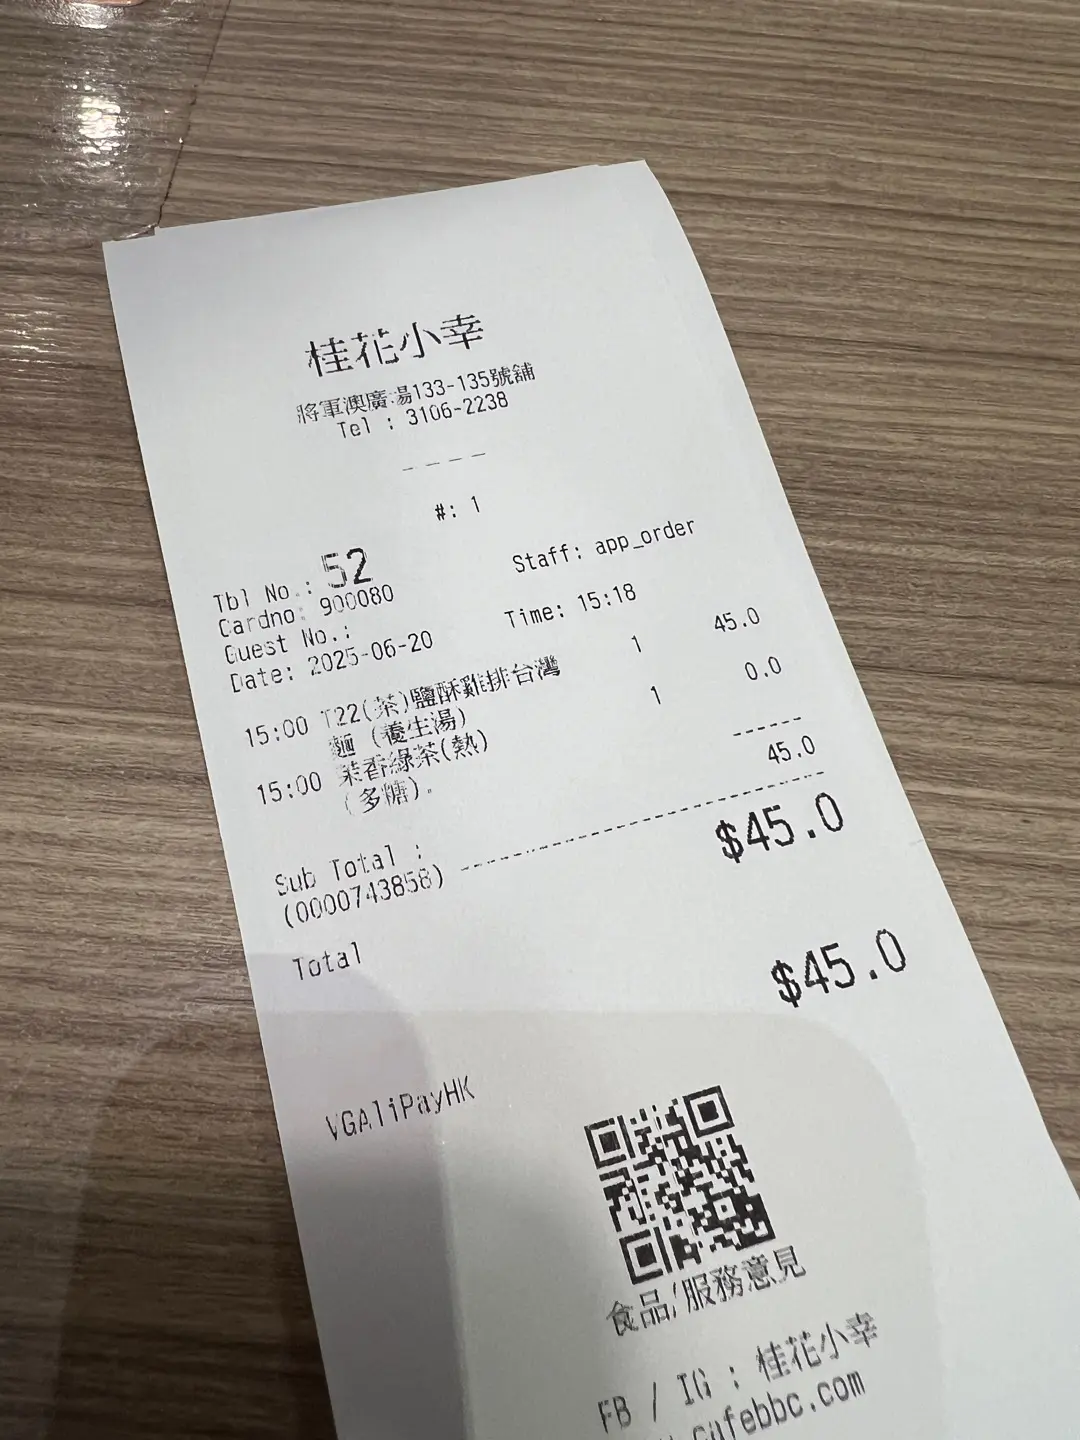 桂花小幸
將軍澳廣場133-135號舖
Tel : 3106-2238
----
#: 1
Tbl No.: 52 Staff: app_order
Cardno: 900080
Guest No.:
Date: 2025-06-20 Time: 15:18
15:00 T22(茶)鹽酥雞排台灣 1 45.0
麵 (養生湯)
15:00 茉香綠茶(熱) 1 0.0
(多糖).
Sub Total : 45.0
(0000743858)
$45.0
Total $45.0
VGAliPayHK
食品/服務意見
FB / IG : 桂花小幸
cafebbc.com